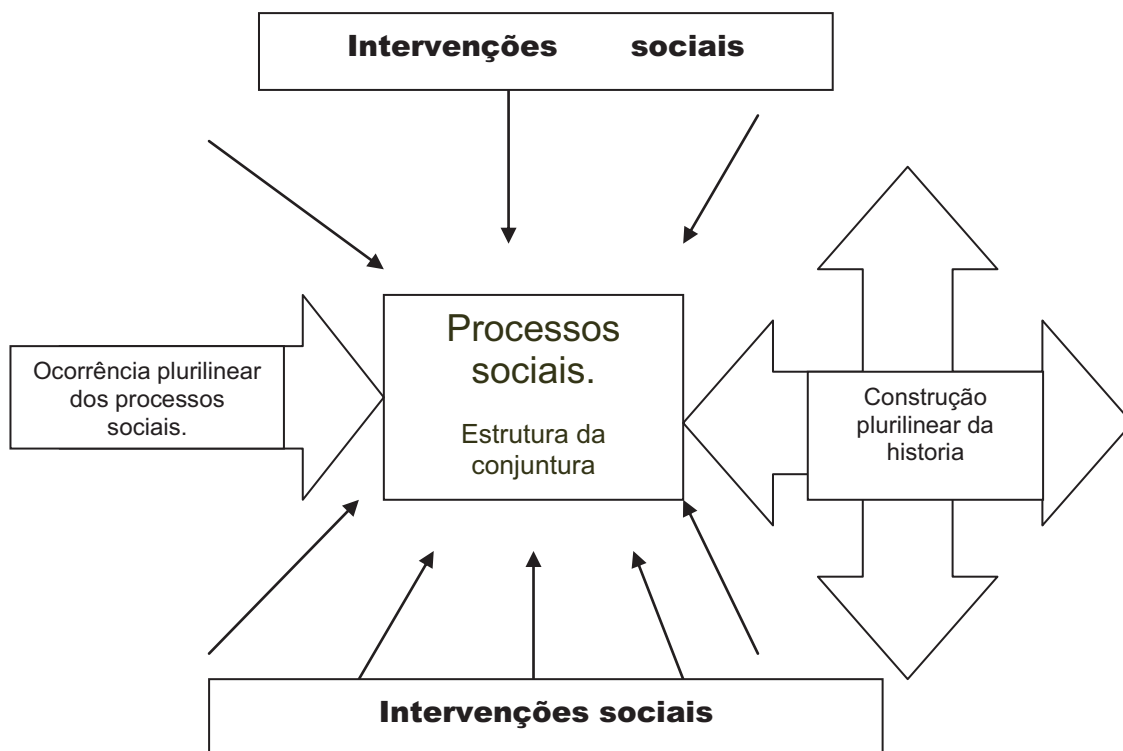 Intervenções sociais
Processos
sociais.
Estrutura da
conjuntura
Ocorrência plurilinear
dos processos
sociais.
Construção
plurilinear da
historia
Intervenções sociais